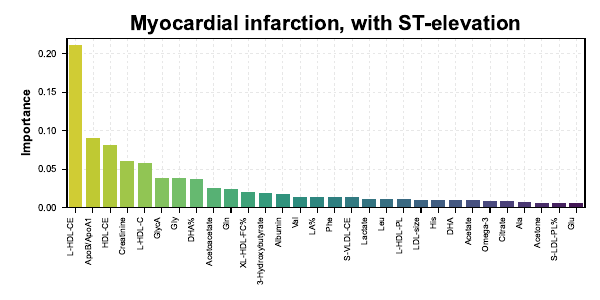 Myocardial infarction, with ST-elevation
Importance
0.20
0.15
0.10
0.05
0.00
L-HDL-CE
ApoB/ApoA1
HDL-CE
Creatinine
L-HDL-C
GlycA
Gly
DHA%
Acetoacetate
Gln
XL-HDL-FC%
3-Hydroxybutyrate
Albumin
Val
LA%
Phe
S-VLDL-CE
Lactate
Leu
L-HDL-PL
LDL-size
His
DHA
Acetate
Omega-3
Citrate
Ala
Acetone
S-LDL-PL%
Glu